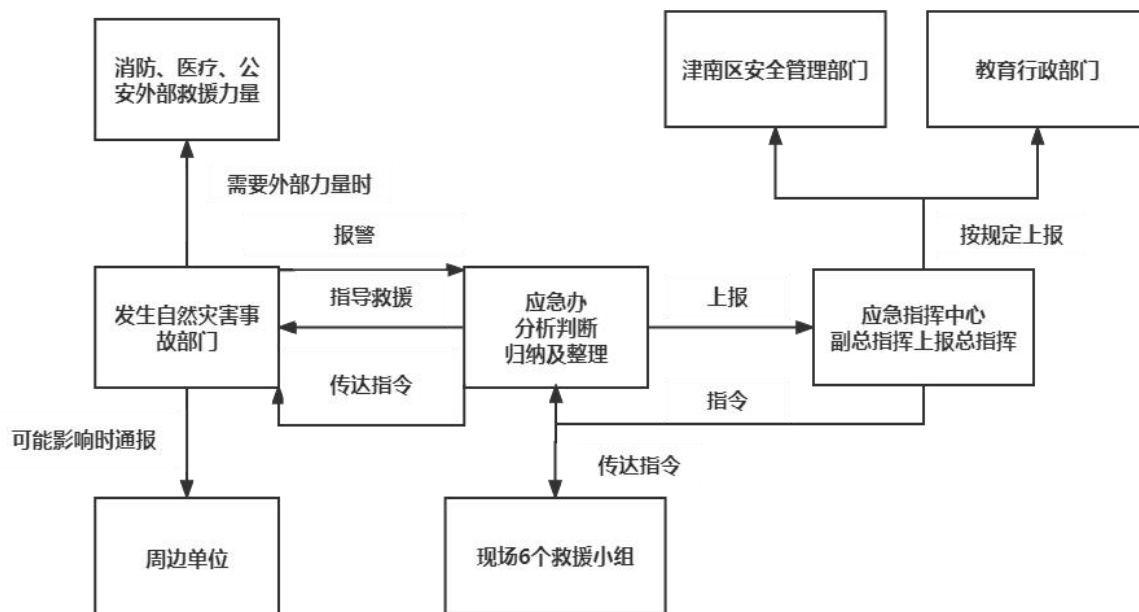 消防、医疗、公
安外部救援力量
津南区安全管理部门
教育行政部门
需要外部力量时
报警
按规定上报
发生自然灾害事
故部门
指导救援
应急办
分析判断
归纳及整理
上报
应急指挥中心
副总指挥上报总指挥
传达指令
指令
可能影响时通报
传达指令
周边单位
现场6个救援小组